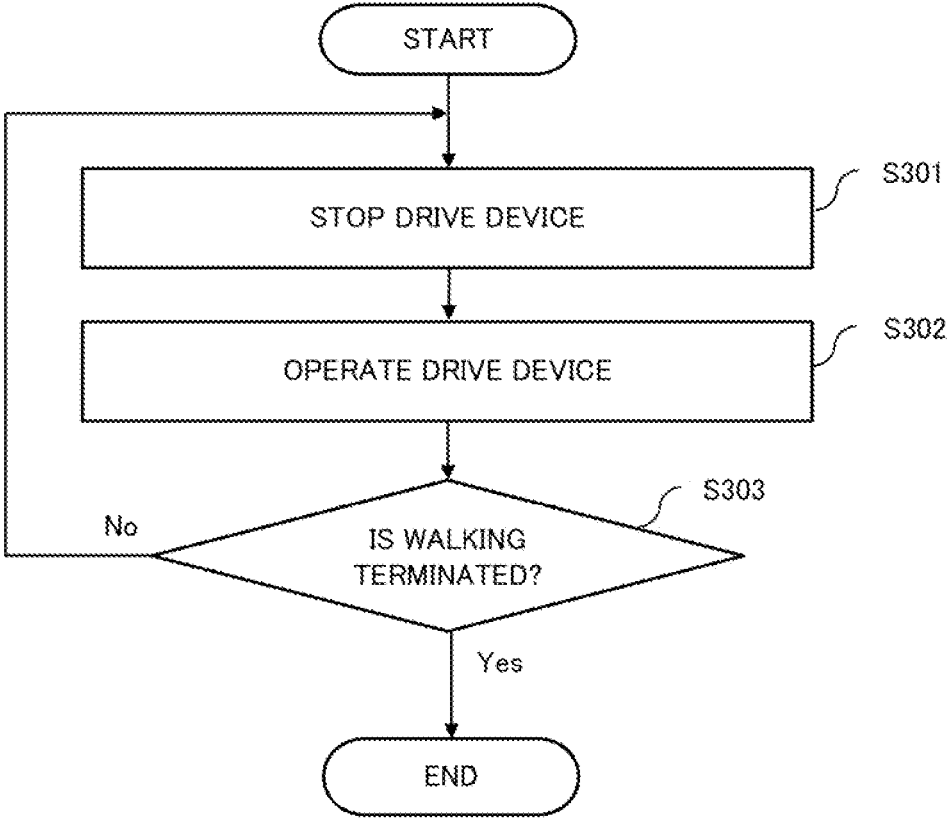 START
S301
STOP DRIVE DEVICE
S302
OPERATE DRIVE DEVICE
S303
No
IS WALKING
TERMINATED?
Yes
END